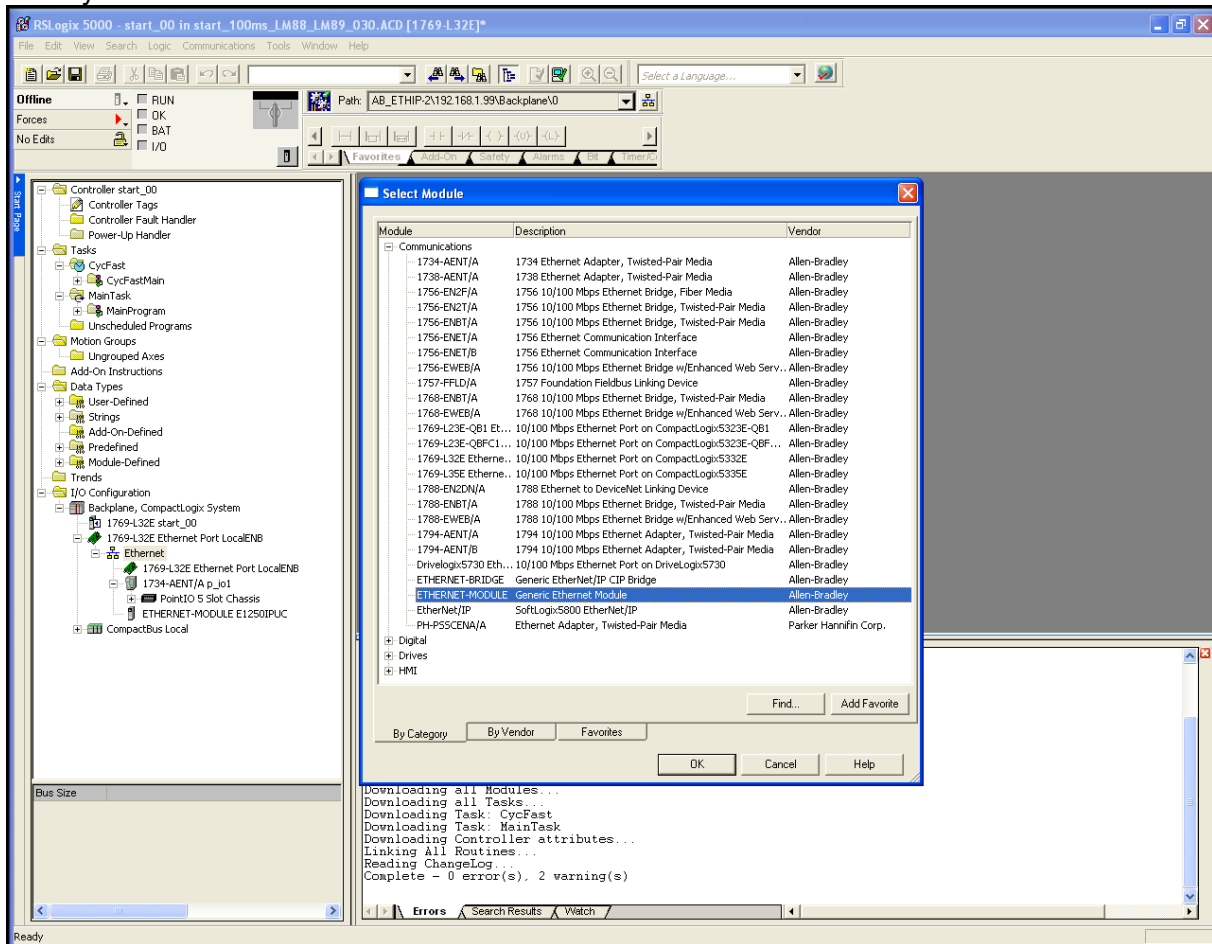 RSLogix 5000 - start_00 in start_100ms_LM88_LM89_030.ACD [1769-L32E]*
File Edit View Search Logic Communications Tools Window Help
Select a Language...
Offline
RUN
Path: AB_ETHIP-2\192.168.1.99\Backplane\0
Forces
OK
No Edits
BAT
I/O
Favorites Add-On Safety Alarms Bit Timer/C
Start Page
Controller start_00
Controller Tags
Controller Fault Handler
Power-Up Handler
Tasks
CycFast
CycFastMain
MainTask
MainProgram
Unscheduled Programs
Motion Groups
Ungrouped Axes
Add-On Instructions
Data Types
User-Defined
Strings
Add-On-Defined
Predefined
Module-Defined
Trends
I/O Configuration
Backplane, CompactLogix System
1769-L32E start_00
1769-L32E Ethernet Port LocalENB
Ethernet
1769-L32E Ethernet Port LocalENB
1734-AENT/A p_io1
PointIO 5 Slot Chassis
ETHERNET-MODULE E1250IPUC
CompactBus Local
Bus Size
Select Module
Module Description Vendor
Communications
1734-AENT/A 1734 Ethernet Adapter, Twisted-Pair Media Allen-Bradley
1738-AENT/A 1738 Ethernet Adapter, Twisted-Pair Media Allen-Bradley
1756-EN2F/A 1756 10/100 Mbps Ethernet Bridge, Fiber Media Allen-Bradley
1756-EN2T/A 1756 10/100 Mbps Ethernet Bridge, Twisted-Pair Media Allen-Bradley
1756-ENBT/A 1756 10/100 Mbps Ethernet Bridge, Twisted-Pair Media Allen-Bradley
1756-ENET/A 1756 Ethernet Communication Interface Allen-Bradley
1756-ENET/B 1756 Ethernet Communication Interface Allen-Bradley
1756-EWEB/A 1756 10/100 Mbps Ethernet Bridge w/Enhanced Web Serv.. Allen-Bradley
1757-FFLD/A 1757 Foundation Fieldbus Linking Device Allen-Bradley
1768-ENBT/A 1768 10/100 Mbps Ethernet Bridge, Twisted-Pair Media Allen-Bradley
1768-EWEB/A 1768 10/100 Mbps Ethernet Bridge w/Enhanced Web Serv.. Allen-Bradley
1769-L23E-QB1 Et... 10/100 Mbps Ethernet Port on CompactLogix5323E-QB1 Allen-Bradley
1769-L23E-QBFC1... 10/100 Mbps Ethernet Port on CompactLogix5323E-QBF... Allen-Bradley
1769-L32E Etherne.. 10/100 Mbps Ethernet Port on CompactLogix5332E Allen-Bradley
1769-L35E Etherne... 10/100 Mbps Ethernet Port on CompactLogix5335E Allen-Bradley
1788-EN2DN/A 1788 Ethernet to DeviceNet Linking Device Allen-Bradley
1788-ENBT/A 1788 10/100 Mbps Ethernet Bridge, Twisted-Pair Media Allen-Bradley
1788-EWEB/A 1788 10/100 Mbps Ethernet Bridge w/Enhanced Web Serv.. Allen-Bradley
1794-AENT/A 1794 10/100 Mbps Ethernet Adapter, Twisted-Pair Media Allen-Bradley
1794-AENT/B 1794 10/100 Mbps Ethernet Adapter, Twisted-Pair Media Allen-Bradley
Drivelogix5730 Eth... 10/100 Mbps Ethernet Port on DriveLogix5730 Allen-Bradley
ETHERNET-BRIDGE Generic EtherNet/IP CIP Bridge Allen-Bradley
ETHERNET-MODULE Generic Ethernet Module Allen-Bradley
EtherNet/IP SoftLogix5800 EtherNet/IP Allen-Bradley
PH-PSSCENA/A Ethernet Adapter, Twisted-Pair Media Parker Hannifin Corp.
Digital
Drives
HMI
Find... Add Favorite
By Category By Vendor Favorites
OK Cancel Help
Downloading all Modules...
Downloading all Tasks...
Downloading Task: CycFast
Downloading Task: MainTask
Downloading Controller attributes...
Linking All Routines...
Reading ChangeLog...
Complete - 0 error(s), 2 warning(s)
Errors Search Results Watch
Ready